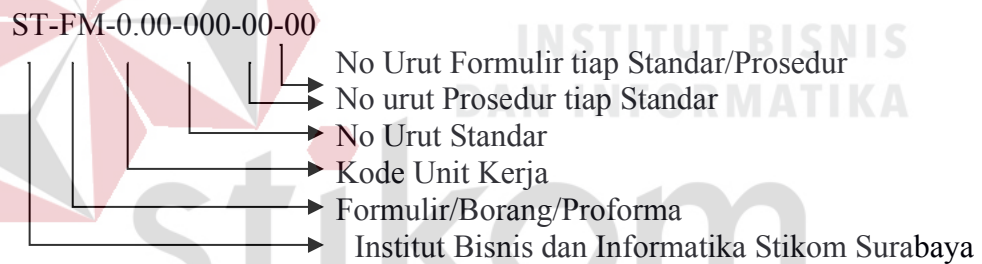 ST-FM-0.00-000-00-00
INSTITUT BISNIS
DAN INFORMATIKA
stikom
No Urut Formulir tiap Standar/Prosedur
No urut Prosedur tiap Standar
No Urut Standar
Kode Unit Kerja
Formulir/Borang/Proforma
Institut Bisnis dan Informatika Stikom Surabaya